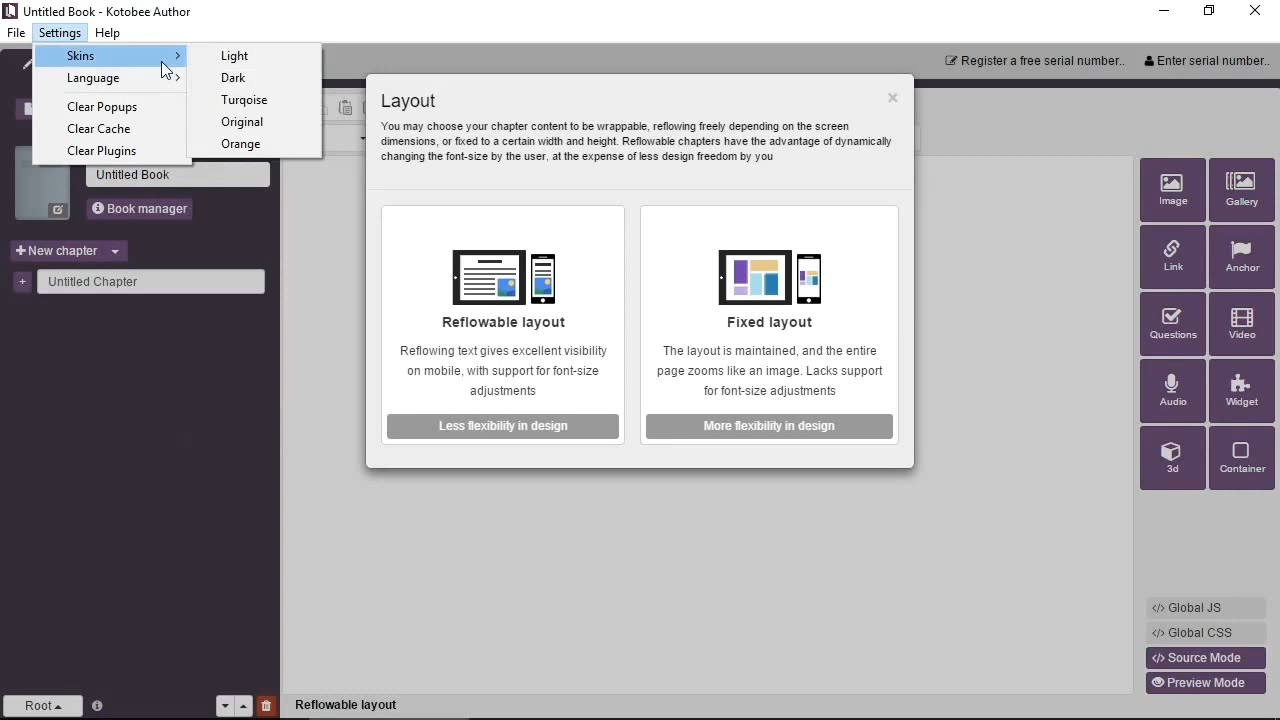 Untitled Book - Kotobee Author
File Settings Help
Skins
Language
Clear Popups
Clear Cache
Clear Plugins
Light
Dark
Turqoise
Original
Orange
Register a free serial number..
Enter serial number..
Untitled Book
Book manager
New chapter
Untitled Chapter
Layout
You may choose your chapter content to be wrappable, reflowing freely depending on the screen
dimensions, or fixed to a certain width and height. Reflowable chapters have the advantage of dynamically
changing the font-size by the user, at the expense of less design freedom by you
Reflowable layout
Reflowing text gives excellent visibility
on mobile, with support for font-size
adjustments
Less flexibility in design
Fixed layout
The layout is maintained, and the entire
page zooms like an image. Lacks support
for font-size adjustments
More flexibility in design
Image
Gallery
Link
Anchor
Questions
Video
Audio
Widget
3d
Container
</> Global JS
</> Global CSS
</> Source Mode
Preview Mode
Root
Reflowable layout